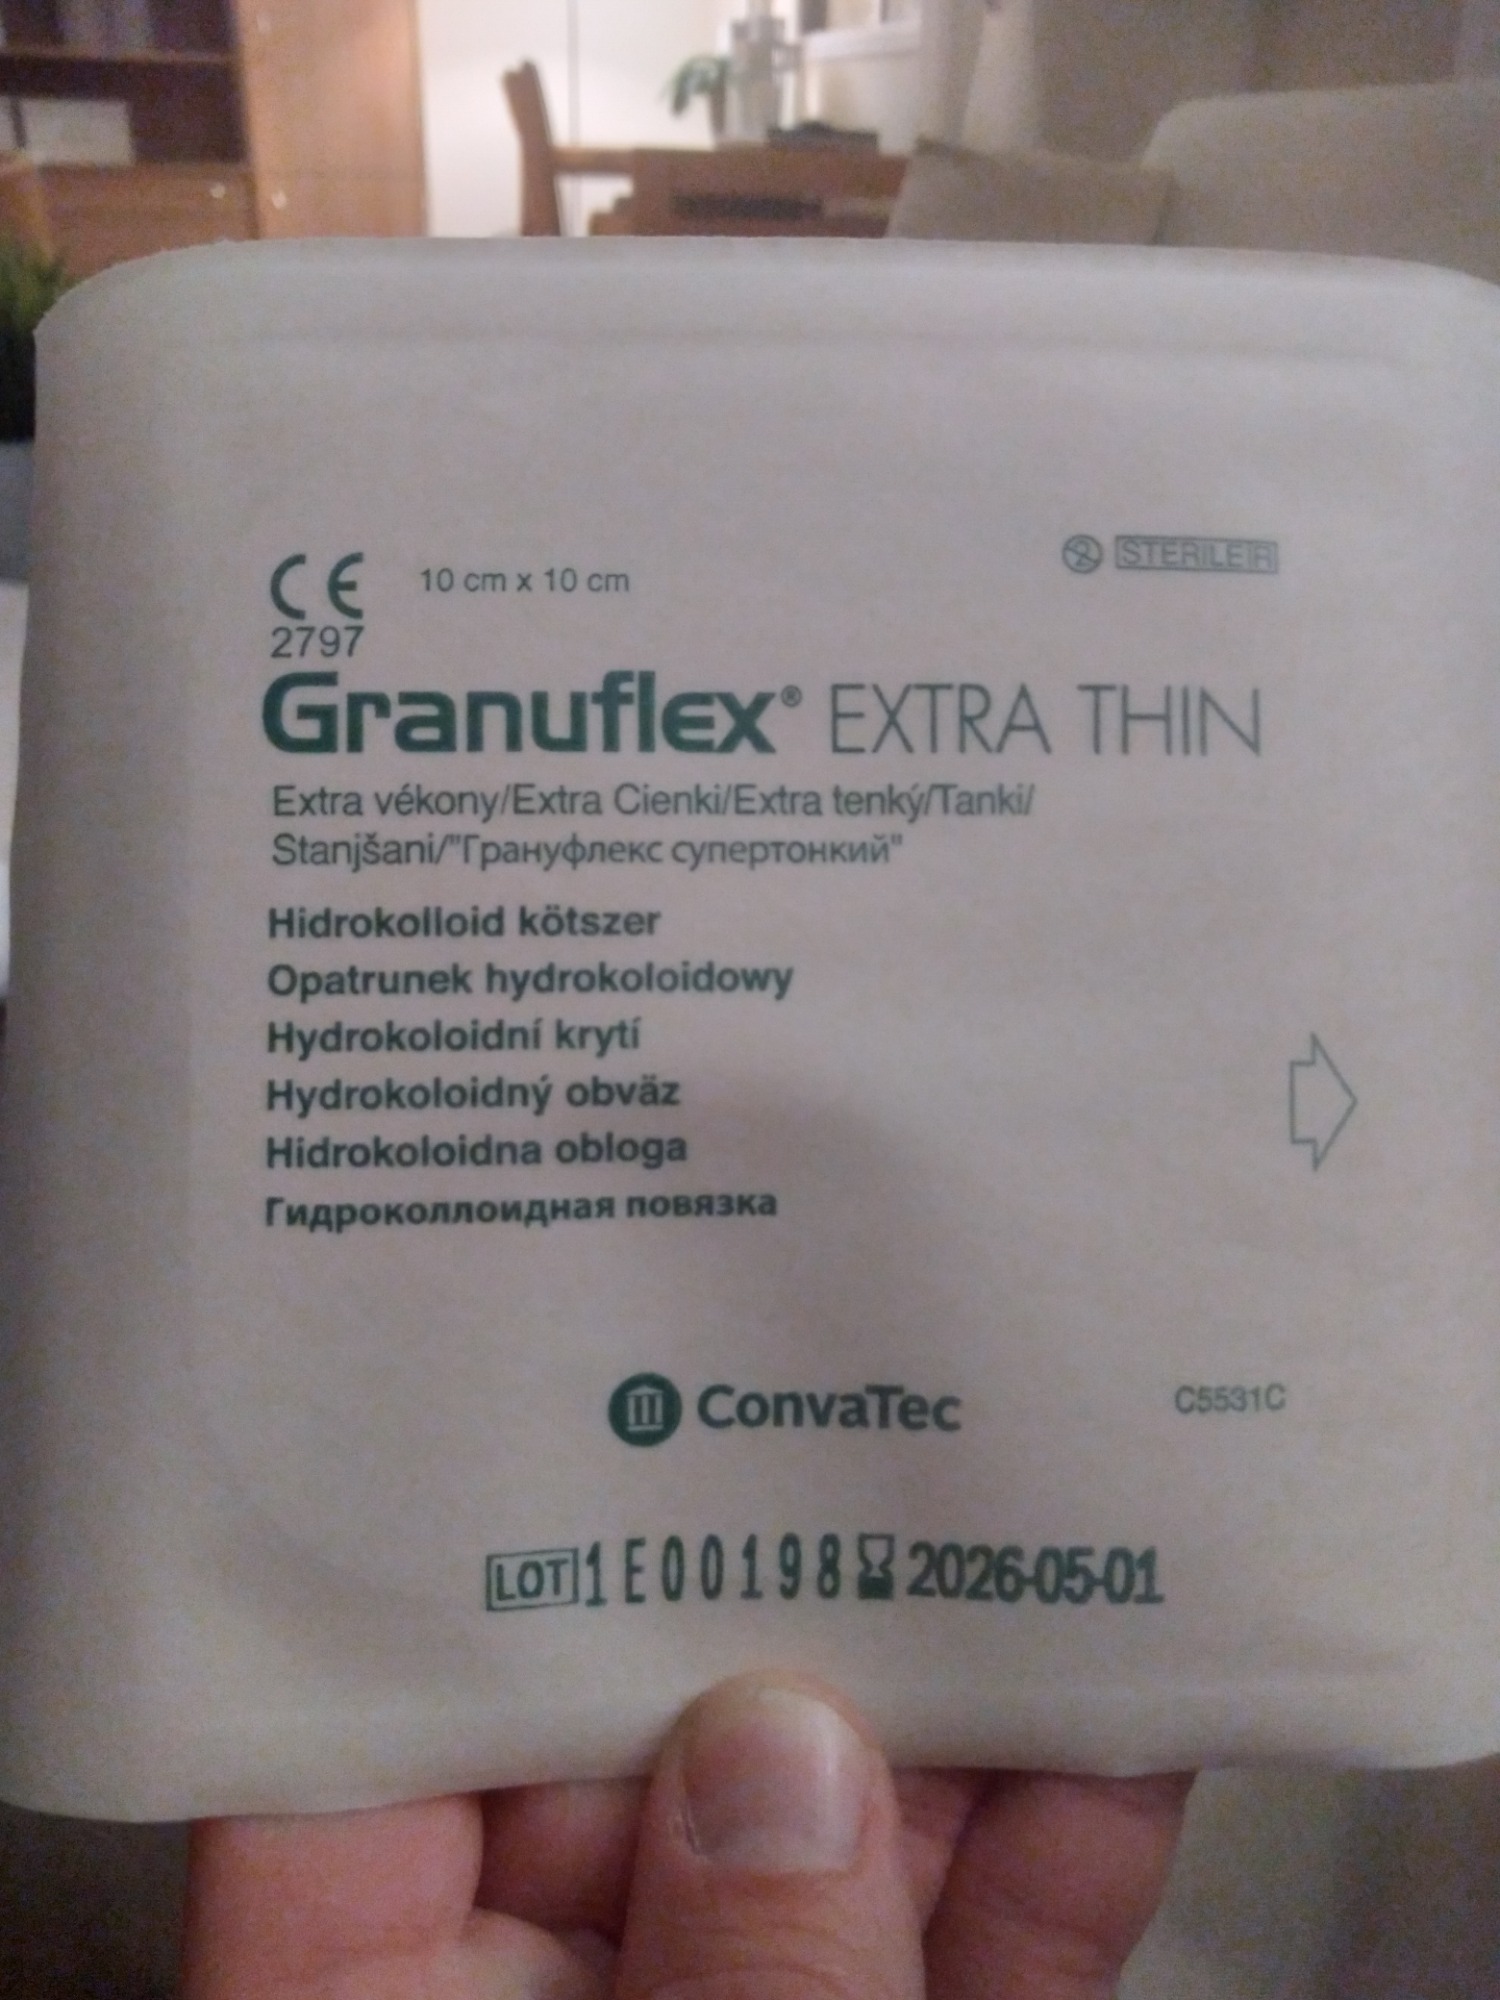 CE 10 cm x 10 cm
2 STERILE R
2797
Granuflex® EXTRA THIN
Extra vékony/Extra Cienki/Extra tenký/Tanki/
Stanjšani/"Грануфлекс супертонкий"
Hidrokolloid kötszer
Opatrunek hydrokoloidowy
Hydrokoloidní krytí
Hydrokoloidný obväz
Hidrokoloidna obloga
Гидроколлоидная повязка
ConvaTec
C5531C
LOT 1E00198 2026-05-01